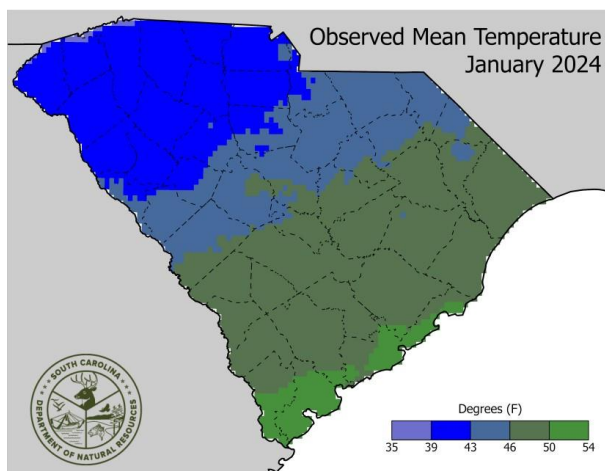 Observed Mean Temperature
January 2024
SOUTH CAROLINA
DEPARTMENT OF NATURAL RESOURCES
Degrees (F)
35 39 43 46 50 54